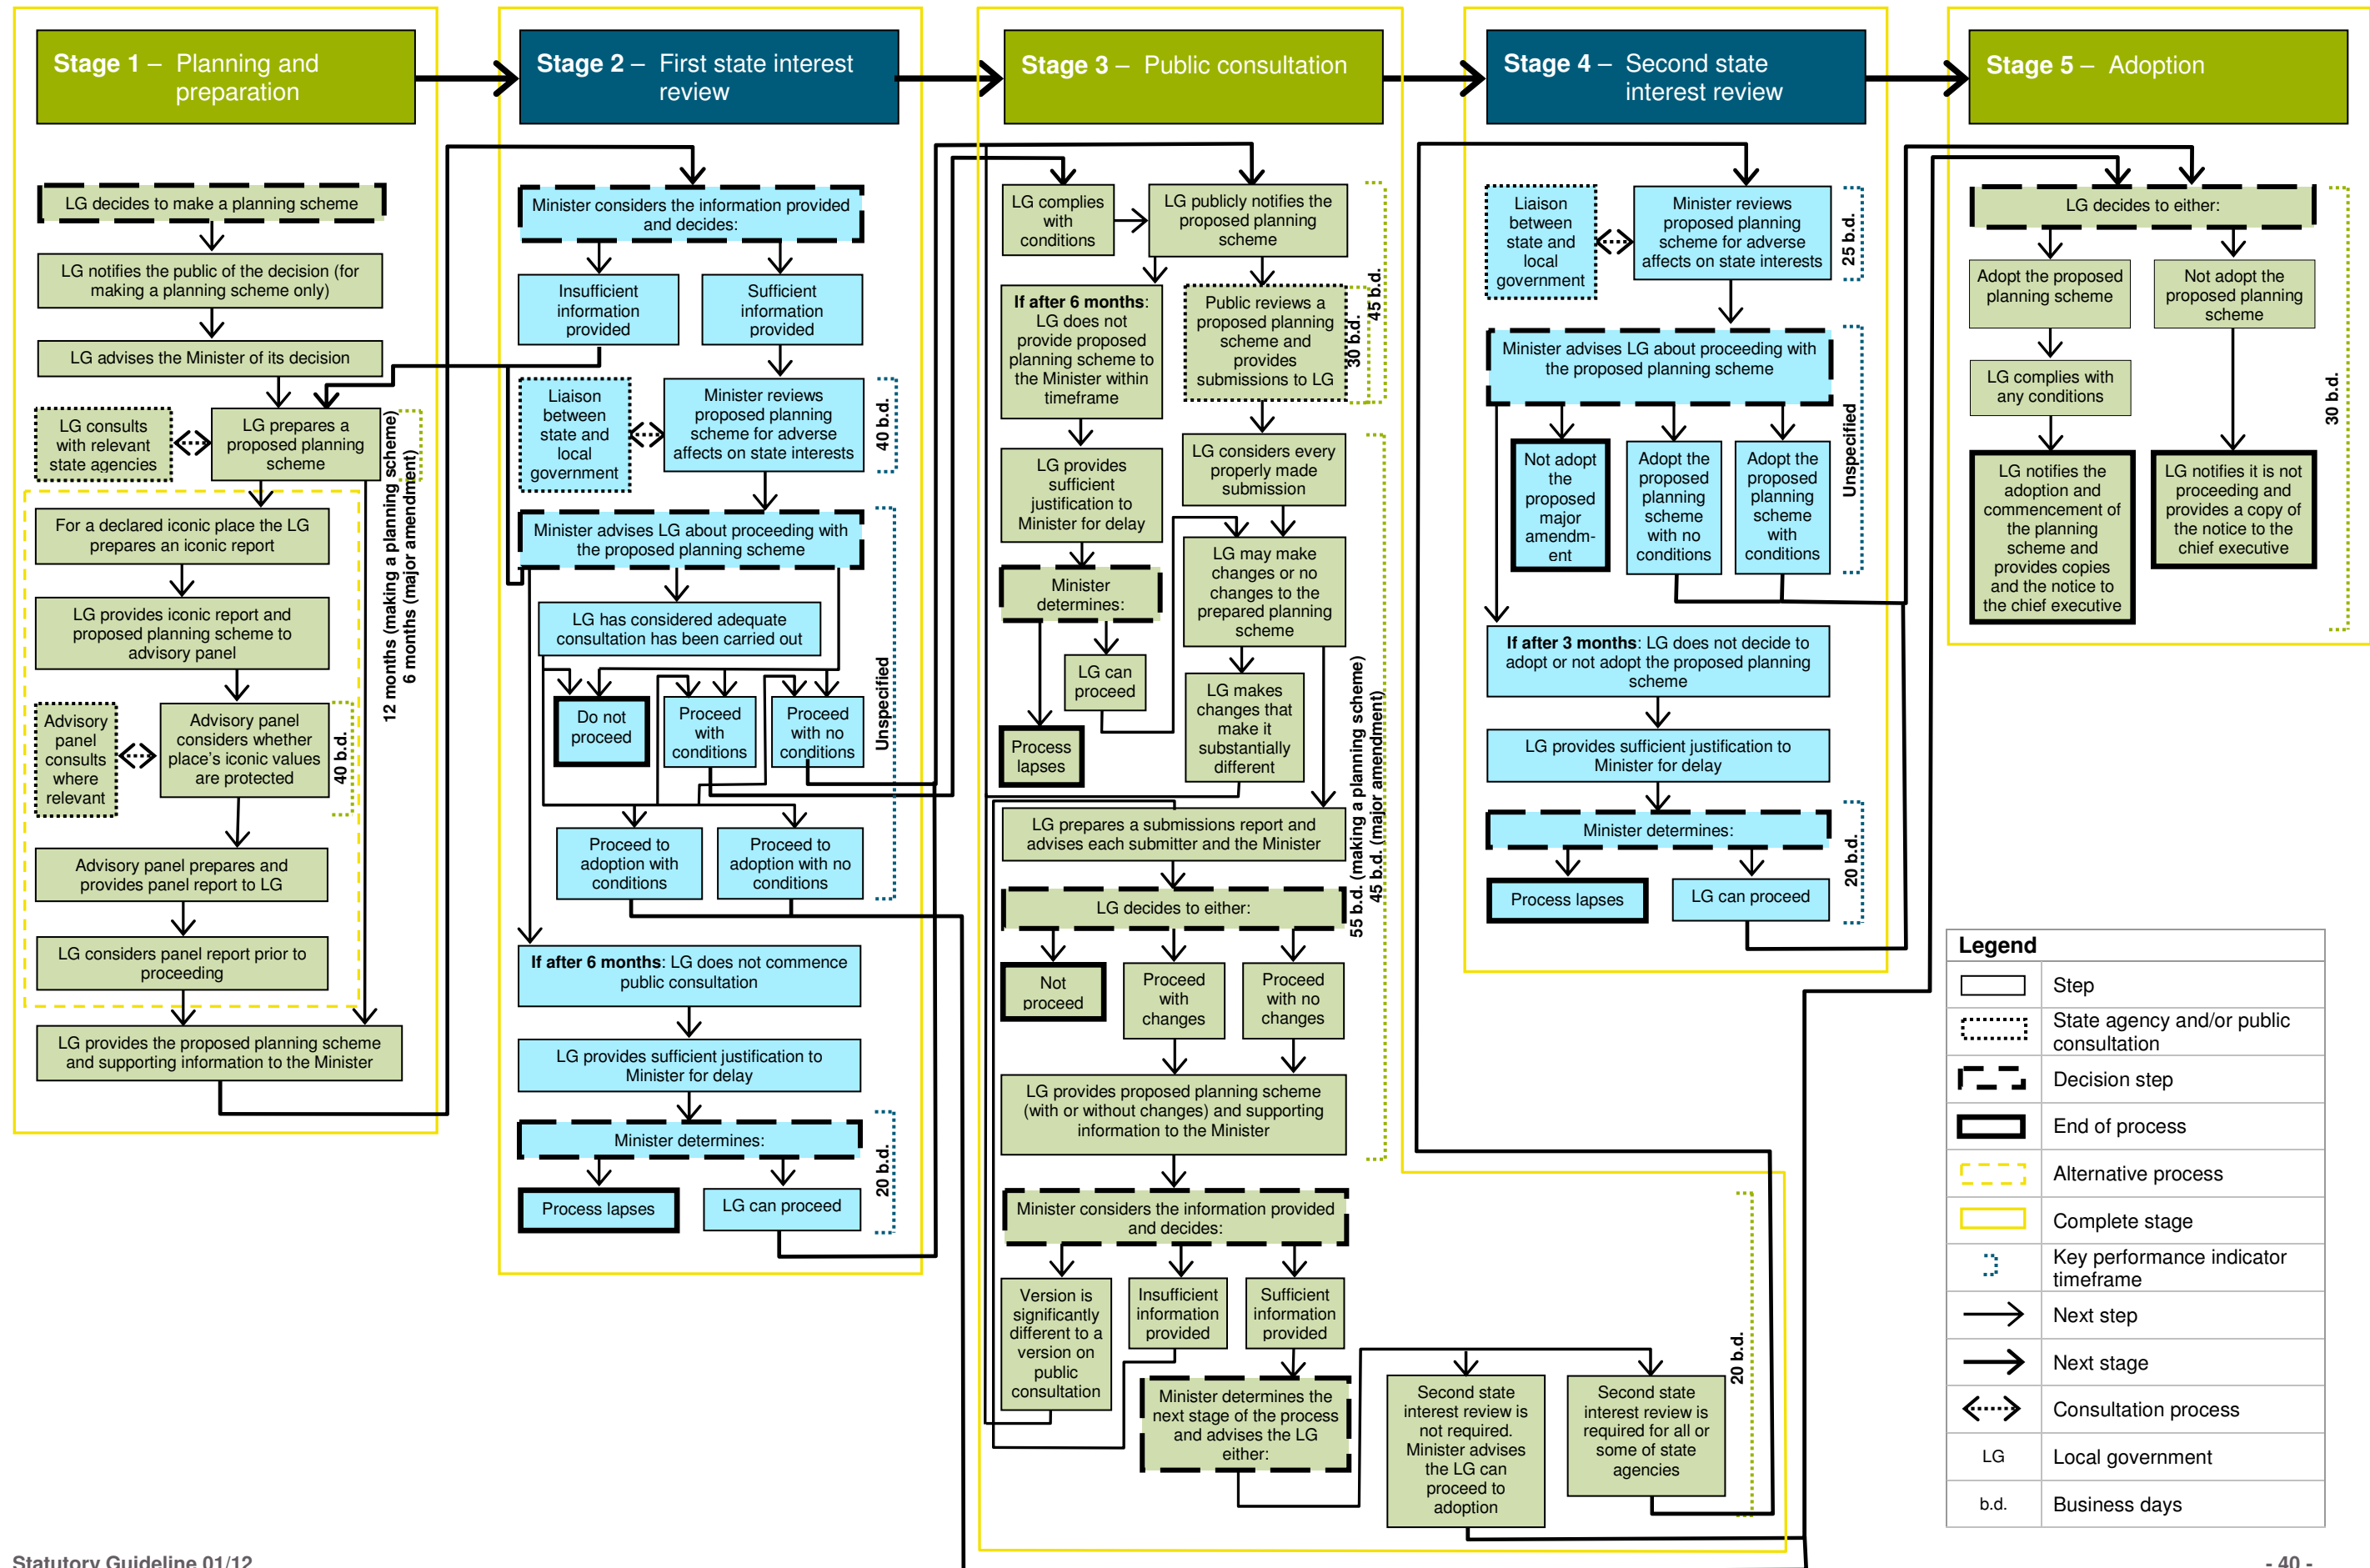 Stage 1 – Planning and
preparation
LG decides to make a planning scheme
LG notifies the public of the decision (for
making a planning scheme only)
LG advises the Minister of its decision
LG consults
with relevant
state agencies
LG prepares a
proposed planning
scheme
12 months (making a planning scheme)
6 months (major amendment)
For a declared iconic place the LG
prepares an iconic report
LG provides iconic report and
proposed planning scheme to
advisory panel
Advisory
panel
consults
where
relevant
Advisory panel
considers whether
place's iconic values
are protected
40 b.d.
Advisory panel prepares and
provides panel report to LG
LG considers panel report prior to
proceeding
LG provides the proposed planning scheme
and supporting information to the Minister
Stage 2 – First state interest
review
Minister considers the information provided
and decides:
Insufficient
information
provided
Sufficient
information
provided
Liaison
between
state and
local
government
Minister reviews
proposed planning
scheme for adverse
affects on state interests
40 b.d.
Minister advises LG about proceeding with
the proposed planning scheme
LG has considered adequate
consultation has been carried out
Do not
proceed
Proceed
with
conditions
Proceed
with no
conditions
Unspecified
Proceed to
adoption with
conditions
Proceed to
adoption with no
conditions
If after 6 months: LG does not commence
public consultation
LG provides sufficient justification to
Minister for delay
Minister determines:
Process lapses
LG can proceed
20 b.d.
Stage 3 – Public consultation
LG complies
with
conditions
LG publicly notifies the
proposed planning
scheme
If after 6 months:
LG does not
provide proposed
planning scheme to
the Minister within
timeframe
Public reviews a
proposed planning
scheme and
provides
submissions to LG
30 b.d.
45 b.d.
LG provides
sufficient
justification to
Minister for delay
LG considers every
properly made
submission
Minister
determines:
LG may make
changes or no
changes to the
prepared planning
scheme
LG can
proceed
Process
lapses
LG makes
changes that
make it
substantially
different
LG prepares a submissions report and
advises each submitter and the Minister
55 b.d. (making a planning scheme)
45 b.d. (major amendment)
LG decides to either:
Not
proceed
Proceed
with
changes
Proceed
with no
changes
LG provides proposed planning scheme
(with or without changes) and supporting
information to the Minister
Minister considers the information provided
and decides:
Version is
significantly
different to a
version on
public
consultation
Insufficient
information
provided
Sufficient
information
provided
Minister determines the
next stage of the process
and advises the LG
either:
Second state
interest review is
not required.
Minister advises
the LG can
proceed to
adoption
Second state
interest review is
required for all or
some of state
agencies
20 b.d.
Stage 4 – Second state
interest review
Liaison
between
state and
local
government
Minister reviews
proposed planning
scheme for adverse
affects on state interests
25 b.d.
Minister advises LG about proceeding with
the proposed planning scheme
Not adopt
the
proposed
major
amendm-
ent
Adopt the
proposed
planning
scheme
with no
conditions
Adopt the
proposed
planning
scheme
with
conditions
Unspecified
If after 3 months: LG does not decide to
adopt or not adopt the proposed planning
scheme
LG provides sufficient justification to
Minister for delay
Minister determines:
Process lapses
LG can proceed
20 b.d.
Stage 5 – Adoption
LG decides to either:
Adopt the proposed
planning scheme
Not adopt the
proposed planning
scheme
LG complies with
any conditions
LG notifies the
adoption and
commencement of
the planning
scheme and
provides copies
and the notice to
the chief executive
LG notifies it is not
proceeding and
provides a copy of
the notice to the
chief executive
30 b.d.
Legend
Step
State agency and/or public
consultation
Decision step
End of process
Alternative process
Complete stage
Key performance indicator
timeframe
Next step
Next stage
Consultation process
LG Local government
b.d. Business days
Statutory Guideline 01/12
- 40 -